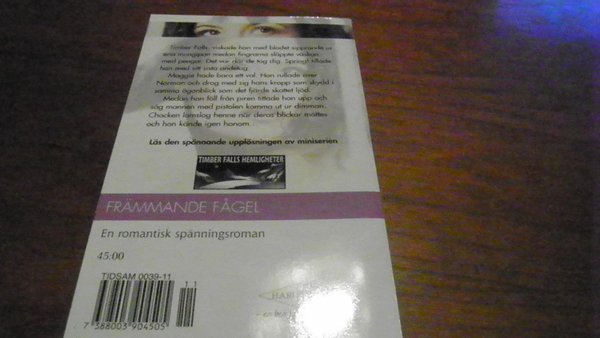 Timber Falls, viskade han med blodet sipprande ur
ena mungipan medan fingrarna släppte väskan
med pengar. Det var där de tog dig. Spring! tillade
han med sitt sista andetag.
Maggie hade bara ett val. Hon rullade över
Norman och drog med sig hans kropp som skydd i
samma ögonblick som det fjärde skottet ljöd.
Medan hon föll från piren tittade hon upp och
såg mannen med pistolen komma ut ur dimman.
Chocken lamslog henne när deras blickar möttes
och hon kände igen honom.
Läs den spännande upplösningen av miniserien
TIMBER FALLS HEMLIGHETER
FRÄMMANDE FÅGEL
En romantisk spänningsroman
45:00
TIDSAM 0039-11
11
7 388003 904505